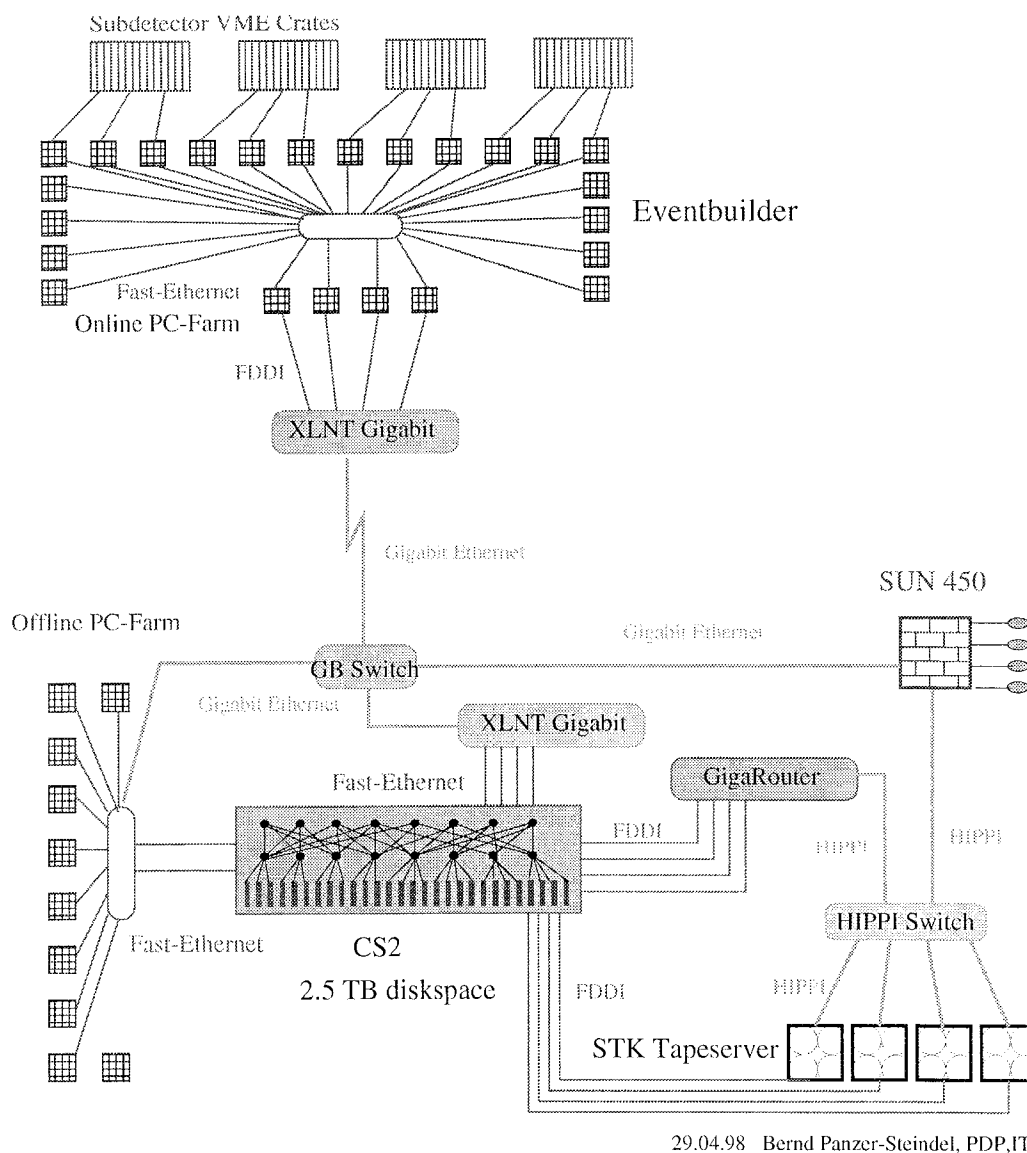 Subdetector VME Crates
Eventbuilder
Fast-Ethernet
Online PC-Farm
FDDI
XLNT Gigabit
Gigabit Ethernet
SUN 450
Offline PC-Farm
Gigabit Ethernet
GB Switch
Gigabit Ethernet
XLNT Gigabit
Fast-Ethernet
GigaRouter
FDDI
HIPPI
HIPPI
HIPPI Switch
Fast-Ethernet
CS2
2.5 TB diskspace
FDDI
HIPPI
STK Tapeserver
29.04.98 Bernd Panzer-Steindel, PDP,IT